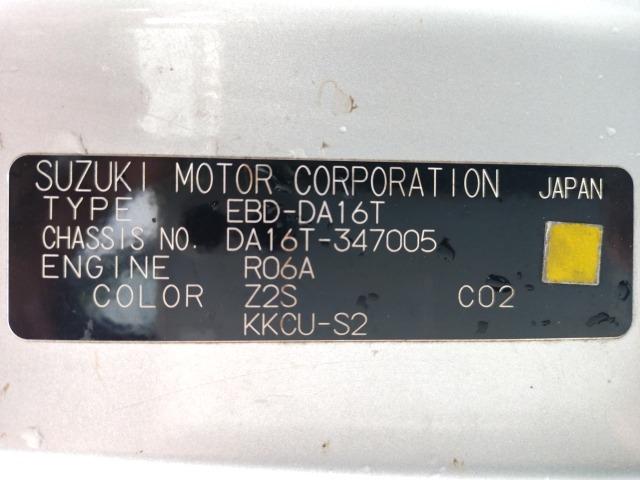 SUZUKI MOTOR CORPORATION JAPAN
TYPE EBD-DA16T
CHASSIS NO. DA16T-347005
ENGINE R06A
COLOR Z2S C02
KKCU-S2